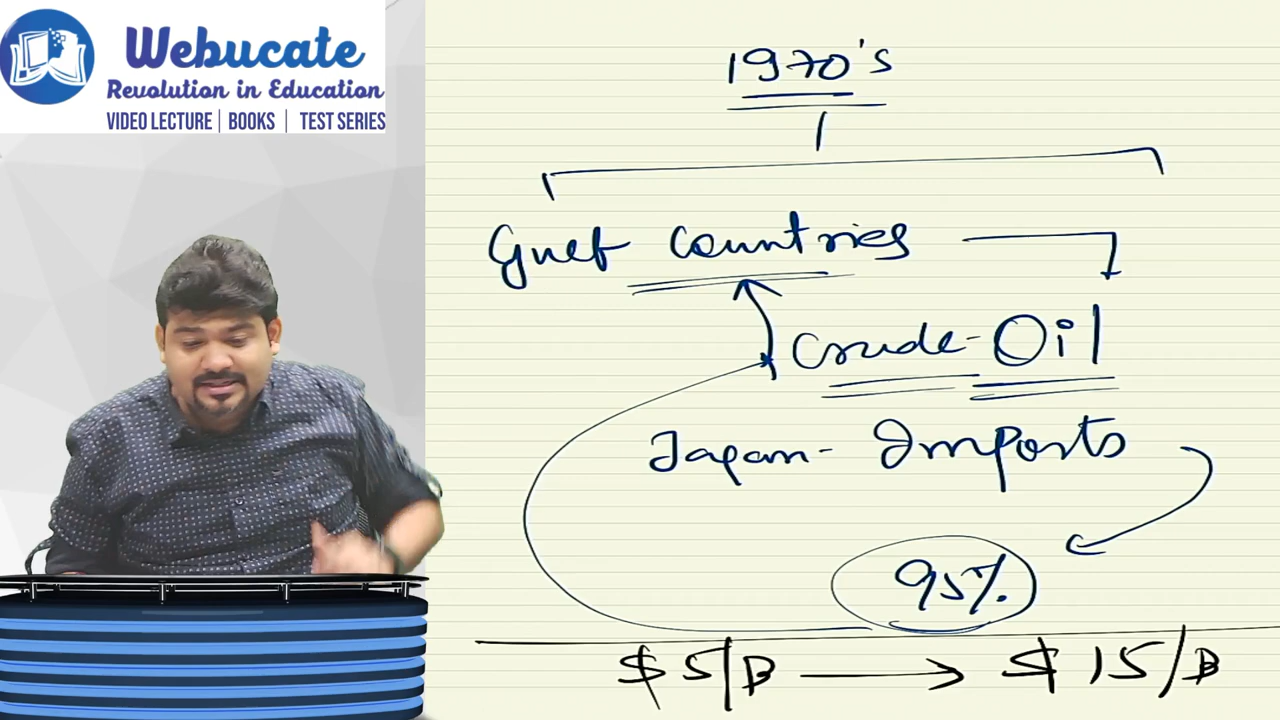 Webucate
Revolution in Education
VIDEO LECTURE | BOOKS | TEST SERIES
1970's
Gulf countries
Crude-Oil
Japan- Imports
95%
$5/B → $15/B